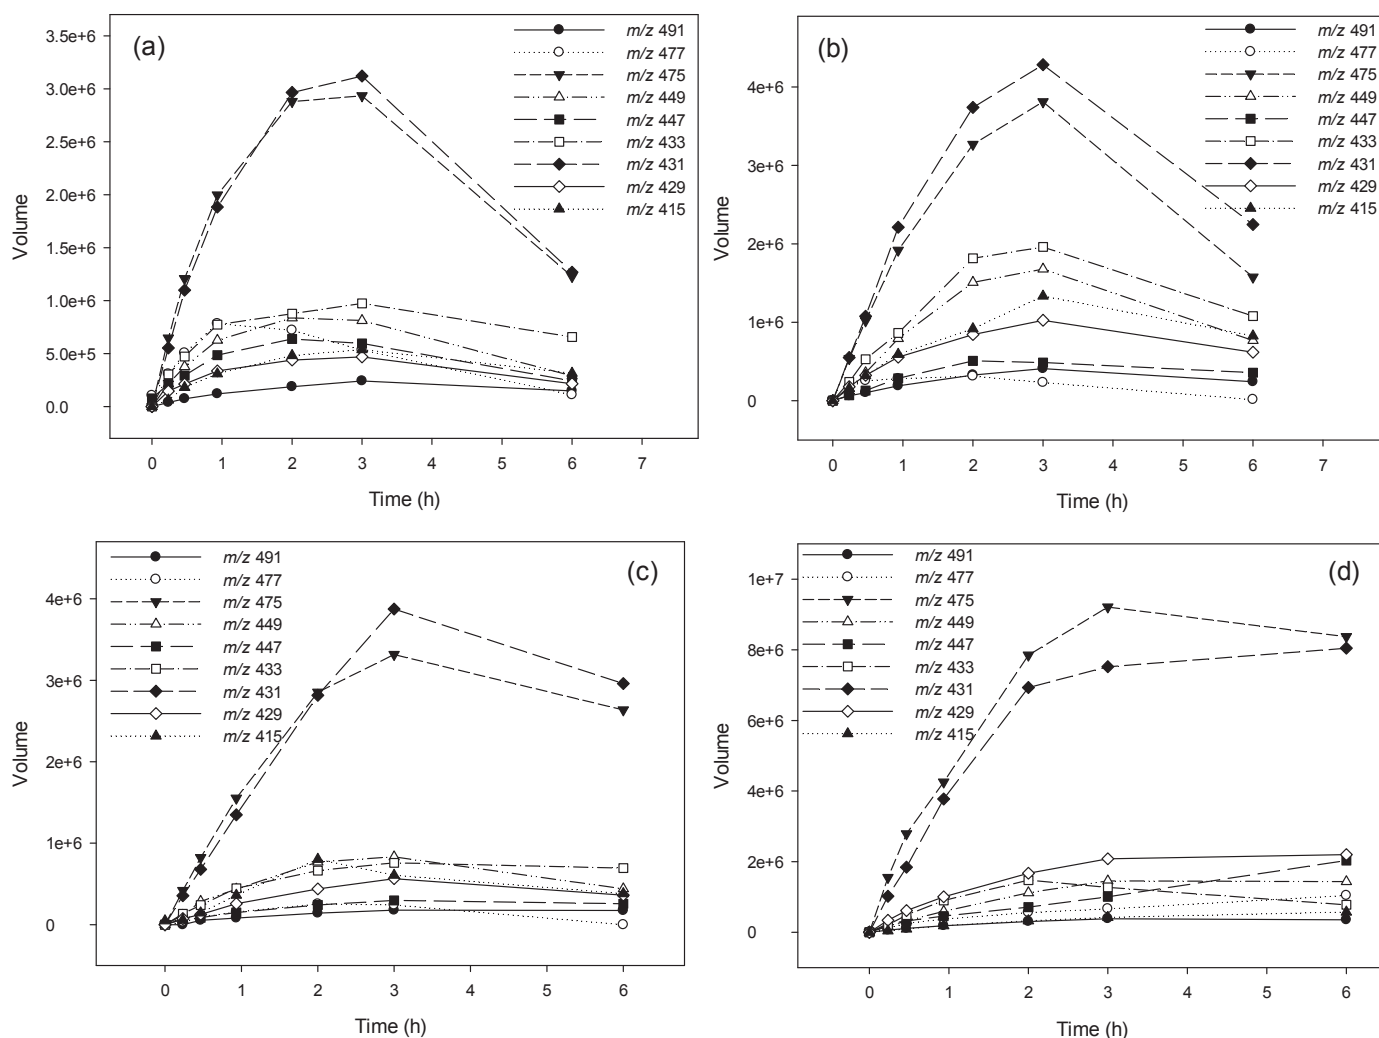 (a)
3.5e+6
3.0e+6
2.5e+6
2.0e+6
1.5e+6
1.0e+6
5.0e+5
0.0
Volume
0 1 2 3 4 5 6 7
Time (h)
m/z 491
m/z 477
m/z 475
m/z 449
m/z 447
m/z 433
m/z 431
m/z 429
m/z 415
(b)
4e+6
3e+6
2e+6
1e+6
0
Volume
0 1 2 3 4 5 6 7
Time (h)
m/z 491
m/z 477
m/z 475
m/z 449
m/z 447
m/z 433
m/z 431
m/z 429
m/z 415
(c)
4e+6
3e+6
2e+6
1e+6
0
Volume
0 1 2 3 4 5 6
Time (h)
m/z 491
m/z 477
m/z 475
m/z 449
m/z 447
m/z 433
m/z 431
m/z 429
m/z 415
(d)
1e+7
8e+6
6e+6
4e+6
2e+6
0
Volume
0 1 2 3 4 5 6
Time (h)
m/z 491
m/z 477
m/z 475
m/z 449
m/z 447
m/z 433
m/z 431
m/z 429
m/z 415